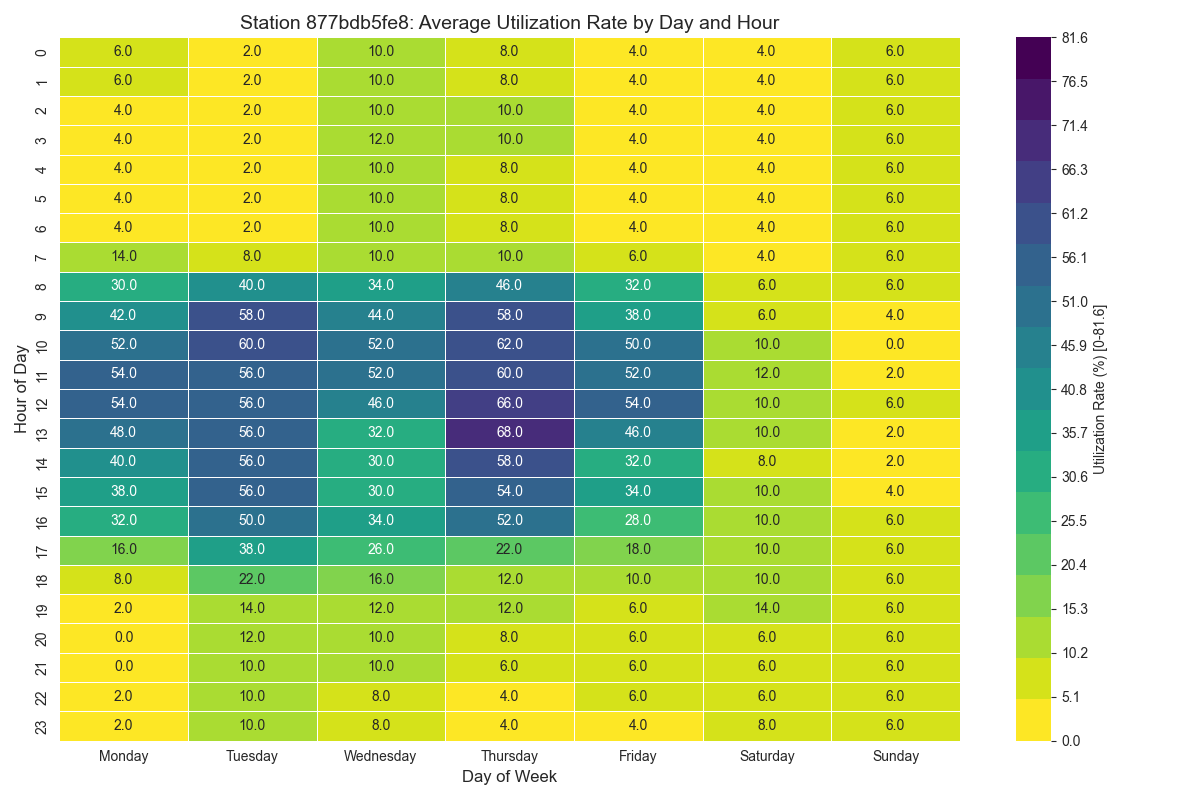 Station 877bdb5fe8: Average Utilization Rate by Day and Hour
0 6.0 2.0 10.0 8.0 4.0 4.0 6.0
1 6.0 2.0 10.0 8.0 4.0 4.0 6.0
2 4.0 2.0 10.0 10.0 4.0 4.0 6.0
3 4.0 2.0 12.0 10.0 4.0 4.0 6.0
4 4.0 2.0 10.0 8.0 4.0 4.0 6.0
5 4.0 2.0 10.0 8.0 4.0 4.0 6.0
6 4.0 2.0 10.0 8.0 4.0 4.0 6.0
7 14.0 8.0 10.0 10.0 6.0 4.0 6.0
8 30.0 40.0 34.0 46.0 32.0 6.0 6.0
9 42.0 58.0 44.0 58.0 38.0 6.0 4.0
10 52.0 60.0 52.0 62.0 50.0 10.0 0.0
11 54.0 56.0 52.0 60.0 52.0 12.0 2.0
12 54.0 56.0 46.0 66.0 54.0 10.0 6.0
13 48.0 56.0 32.0 68.0 46.0 10.0 2.0
14 40.0 56.0 30.0 58.0 32.0 8.0 2.0
15 38.0 56.0 30.0 54.0 34.0 10.0 4.0
16 32.0 50.0 34.0 52.0 28.0 10.0 6.0
17 16.0 38.0 26.0 22.0 18.0 10.0 6.0
18 8.0 22.0 16.0 12.0 10.0 10.0 6.0
19 2.0 14.0 12.0 12.0 6.0 14.0 6.0
20 0.0 12.0 10.0 8.0 6.0 6.0 6.0
21 0.0 10.0 10.0 6.0 6.0 6.0 6.0
22 2.0 10.0 8.0 4.0 6.0 6.0 6.0
23 2.0 10.0 8.0 4.0 4.0 8.0 6.0
Monday Tuesday Wednesday Thursday Friday Saturday Sunday
Day of Week
Hour of Day
81.6
76.5
71.4
66.3
61.2
56.1
51.0
45.9
40.8
35.7
30.6
25.5
20.4
15.3
10.2
5.1
0.0
Utilization Rate (%) [0-81.6]